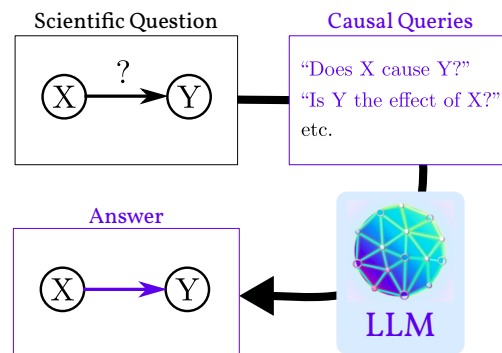 Scientific Question
?
X
Y
Causal Queries
“Does X cause Y?”
“Is Y the effect of X?”
etc.
Answer
X
Y
LLM